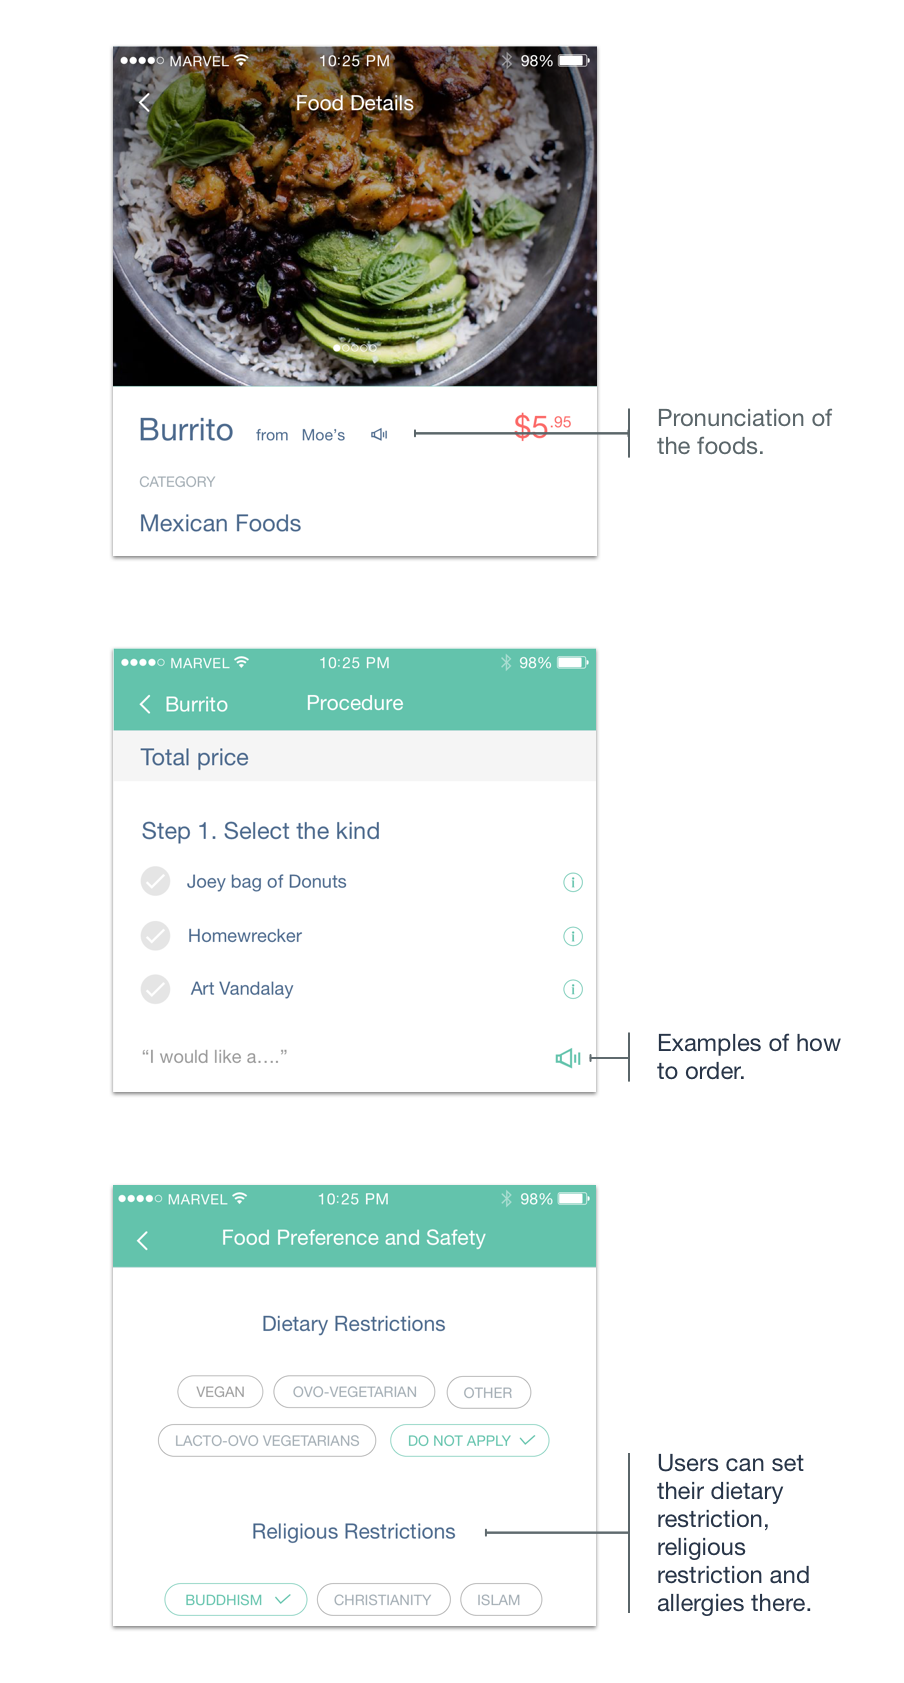 MARVEL 10:25 PM 98%
Food Details
Burrito from Moe's $5.95
Pronunciation of
the foods.
CATEGORY
Mexican Foods
MARVEL 10:25 PM 98%
Burrito Procedure
Total price
Step 1. Select the kind
Joey bag of Donuts
Homewrecker
Art Vandalay
“I would like a....”
Examples of how
to order.
MARVEL 10:25 PM 98%
Food Preference and Safety
Dietary Restrictions
VEGAN OVO-VEGETARIAN OTHER
LACTO-OVO VEGETARIANS DO NOT APPLY
Users can set
their dietary
restriction,
religious
restriction and
allergies there.
Religious Restrictions
BUDDHISM CHRISTIANITY ISLAM